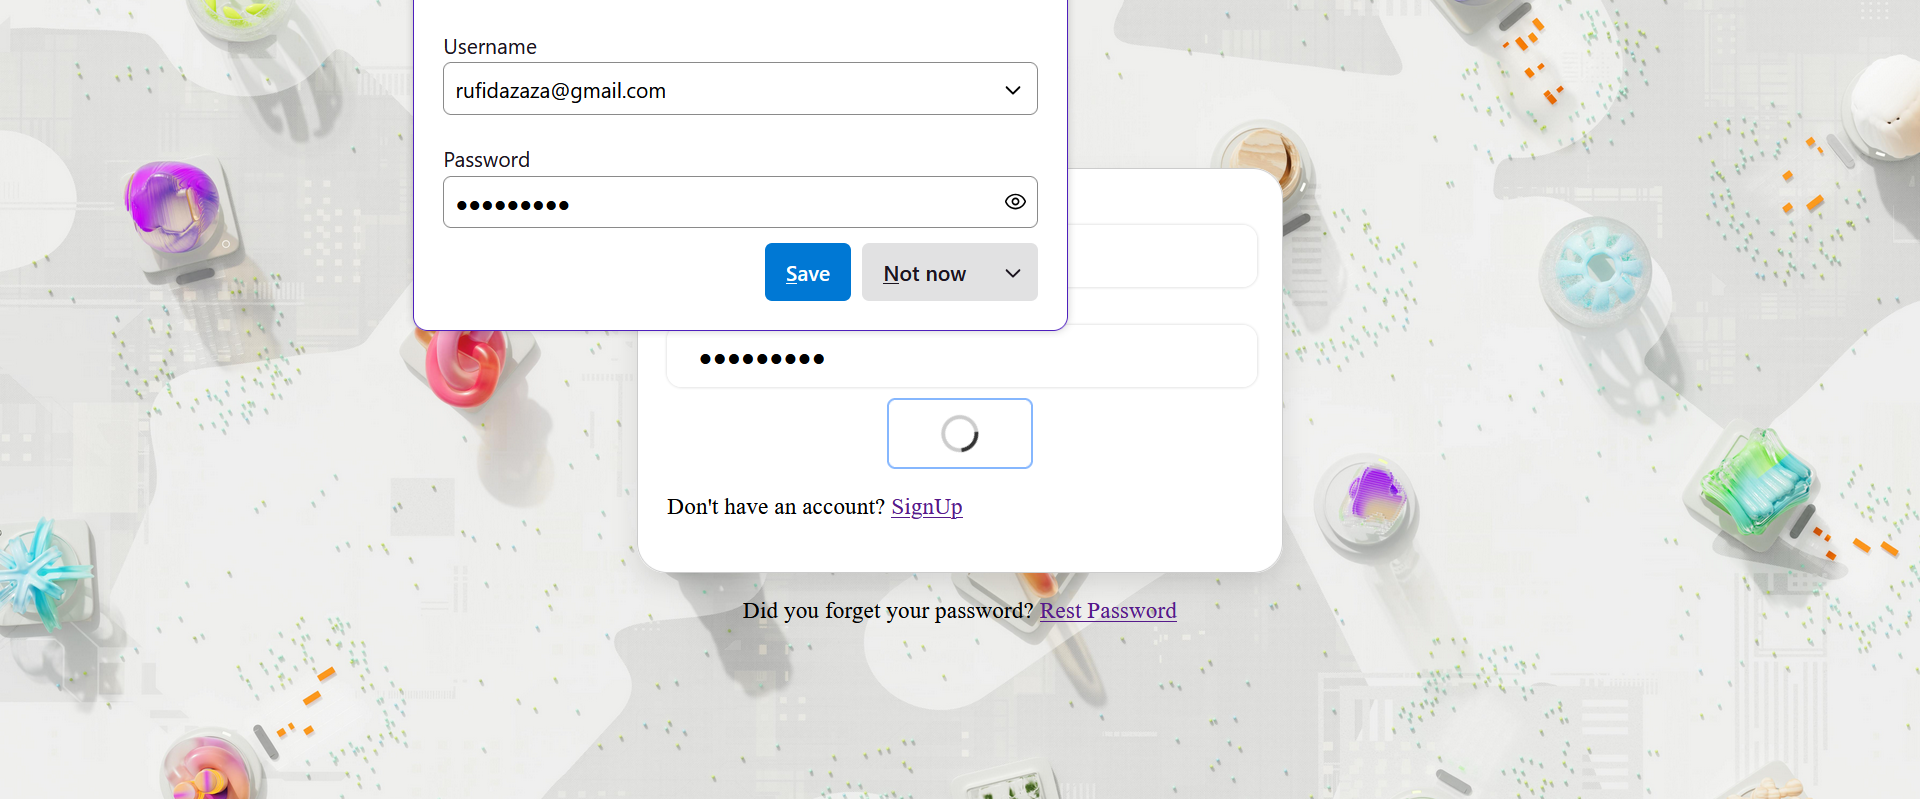 Username
rufidazaza@gmail.com
Password
●●●●●●●●●
Save
Not now
●●●●●●●●●
Don't have an account? SignUp
Did you forget your password? Rest Password